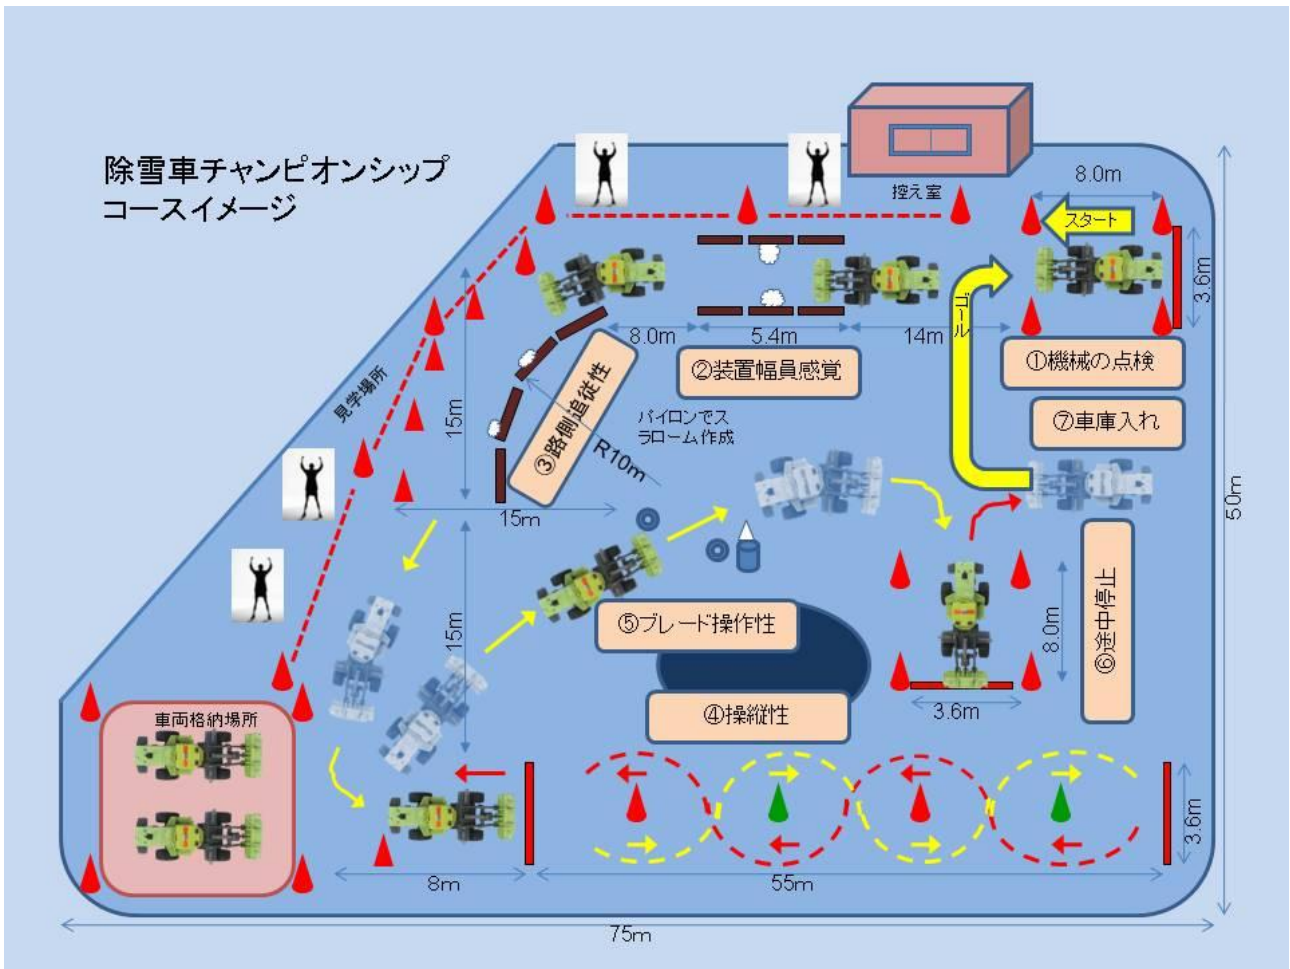 除雪車チャンピオンシップ
コースイメージ
控え室
8.0m
スタート
3.6m
ゴール
8.0m
5.4m
14m
①機械の点検
②装置幅員感覚
⑦車庫入れ
見学場所
15m
③路側追従性
パイロンでス
ラローム作成
R10m
15m
50m
15m
⑤ブレード操作性
8.0m
⑥途中停止
3.6m
④操縦性
車両格納場所
3.6m
8m
55m
75m